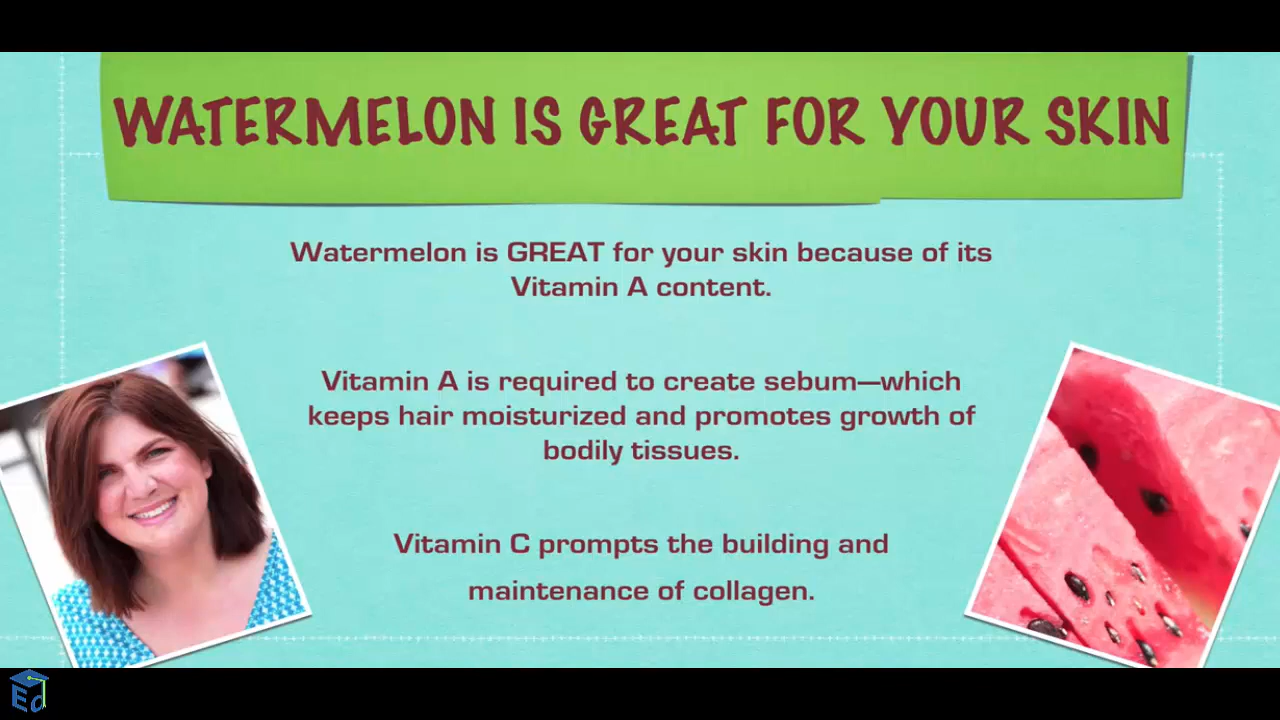 WATERMELON IS GREAT FOR YOUR SKIN
Watermelon is GREAT for your skin because of its
Vitamin A content.
Vitamin A is required to create sebum—which
keeps hair moisturized and promotes growth of
bodily tissues.
Vitamin C prompts the building and
maintenance of collagen.
Ed